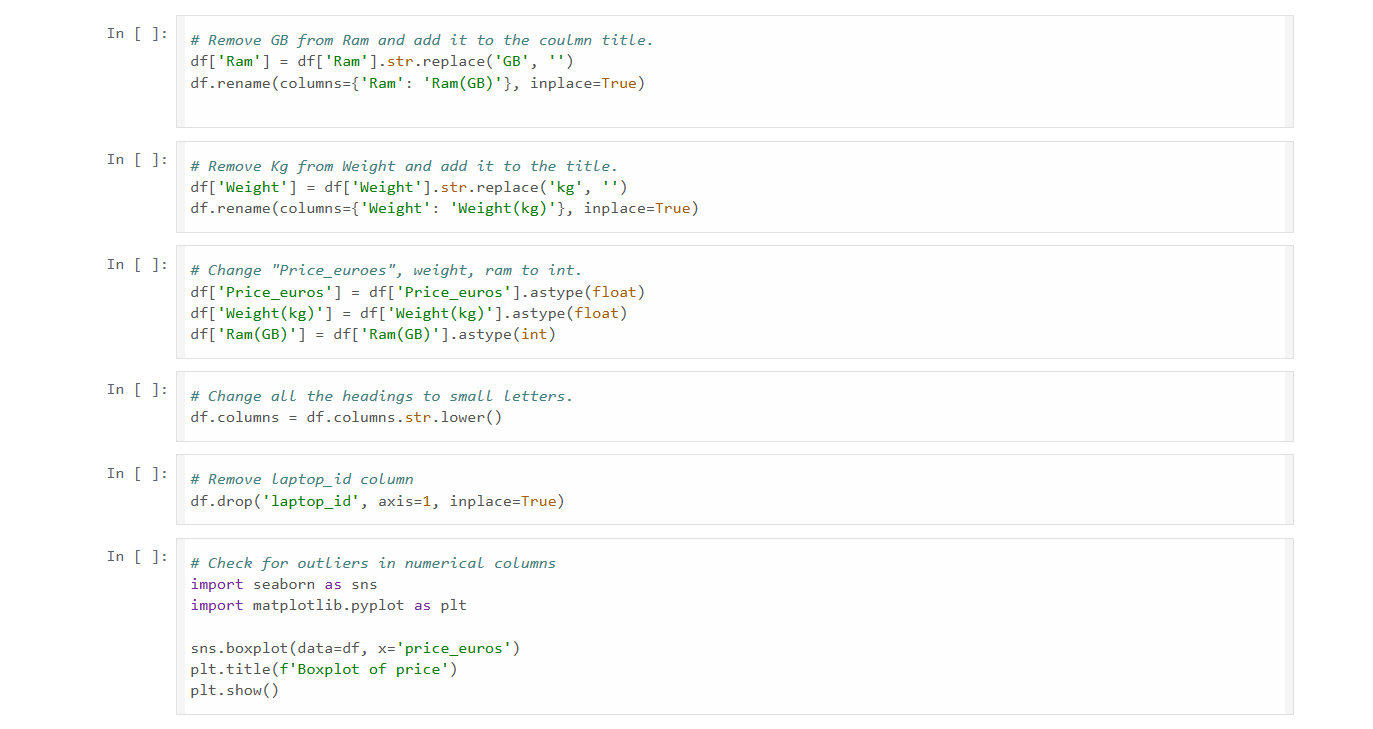 In [ ]:
# Remove GB from Ram and add it to the coulmn title.
df['Ram'] = df['Ram'].str.replace('GB', '')
df.rename(columns={'Ram': 'Ram(GB)'}, inplace=True)
In [ ]:
# Remove Kg from Weight and add it to the title.
df['Weight'] = df['Weight'].str.replace('kg', '')
df.rename(columns={'Weight': 'Weight(kg)'}, inplace=True)
In [ ]:
# Change "Price_euroes", weight, ram to int.
df['Price_euros'] = df['Price_euros'].astype(float)
df['Weight(kg)'] = df['Weight(kg)'].astype(float)
df['Ram(GB)'] = df['Ram(GB)'].astype(int)
In [ ]:
# Change all the headings to small letters.
df.columns = df.columns.str.lower()
In [ ]:
# Remove laptop_id column
df.drop('laptop_id', axis=1, inplace=True)
In [ ]:
# Check for outliers in numerical columns
import seaborn as sns
import matplotlib.pyplot as plt
sns.boxplot(data=df, x='price_euros')
plt.title(f'Boxplot of price')
plt.show()